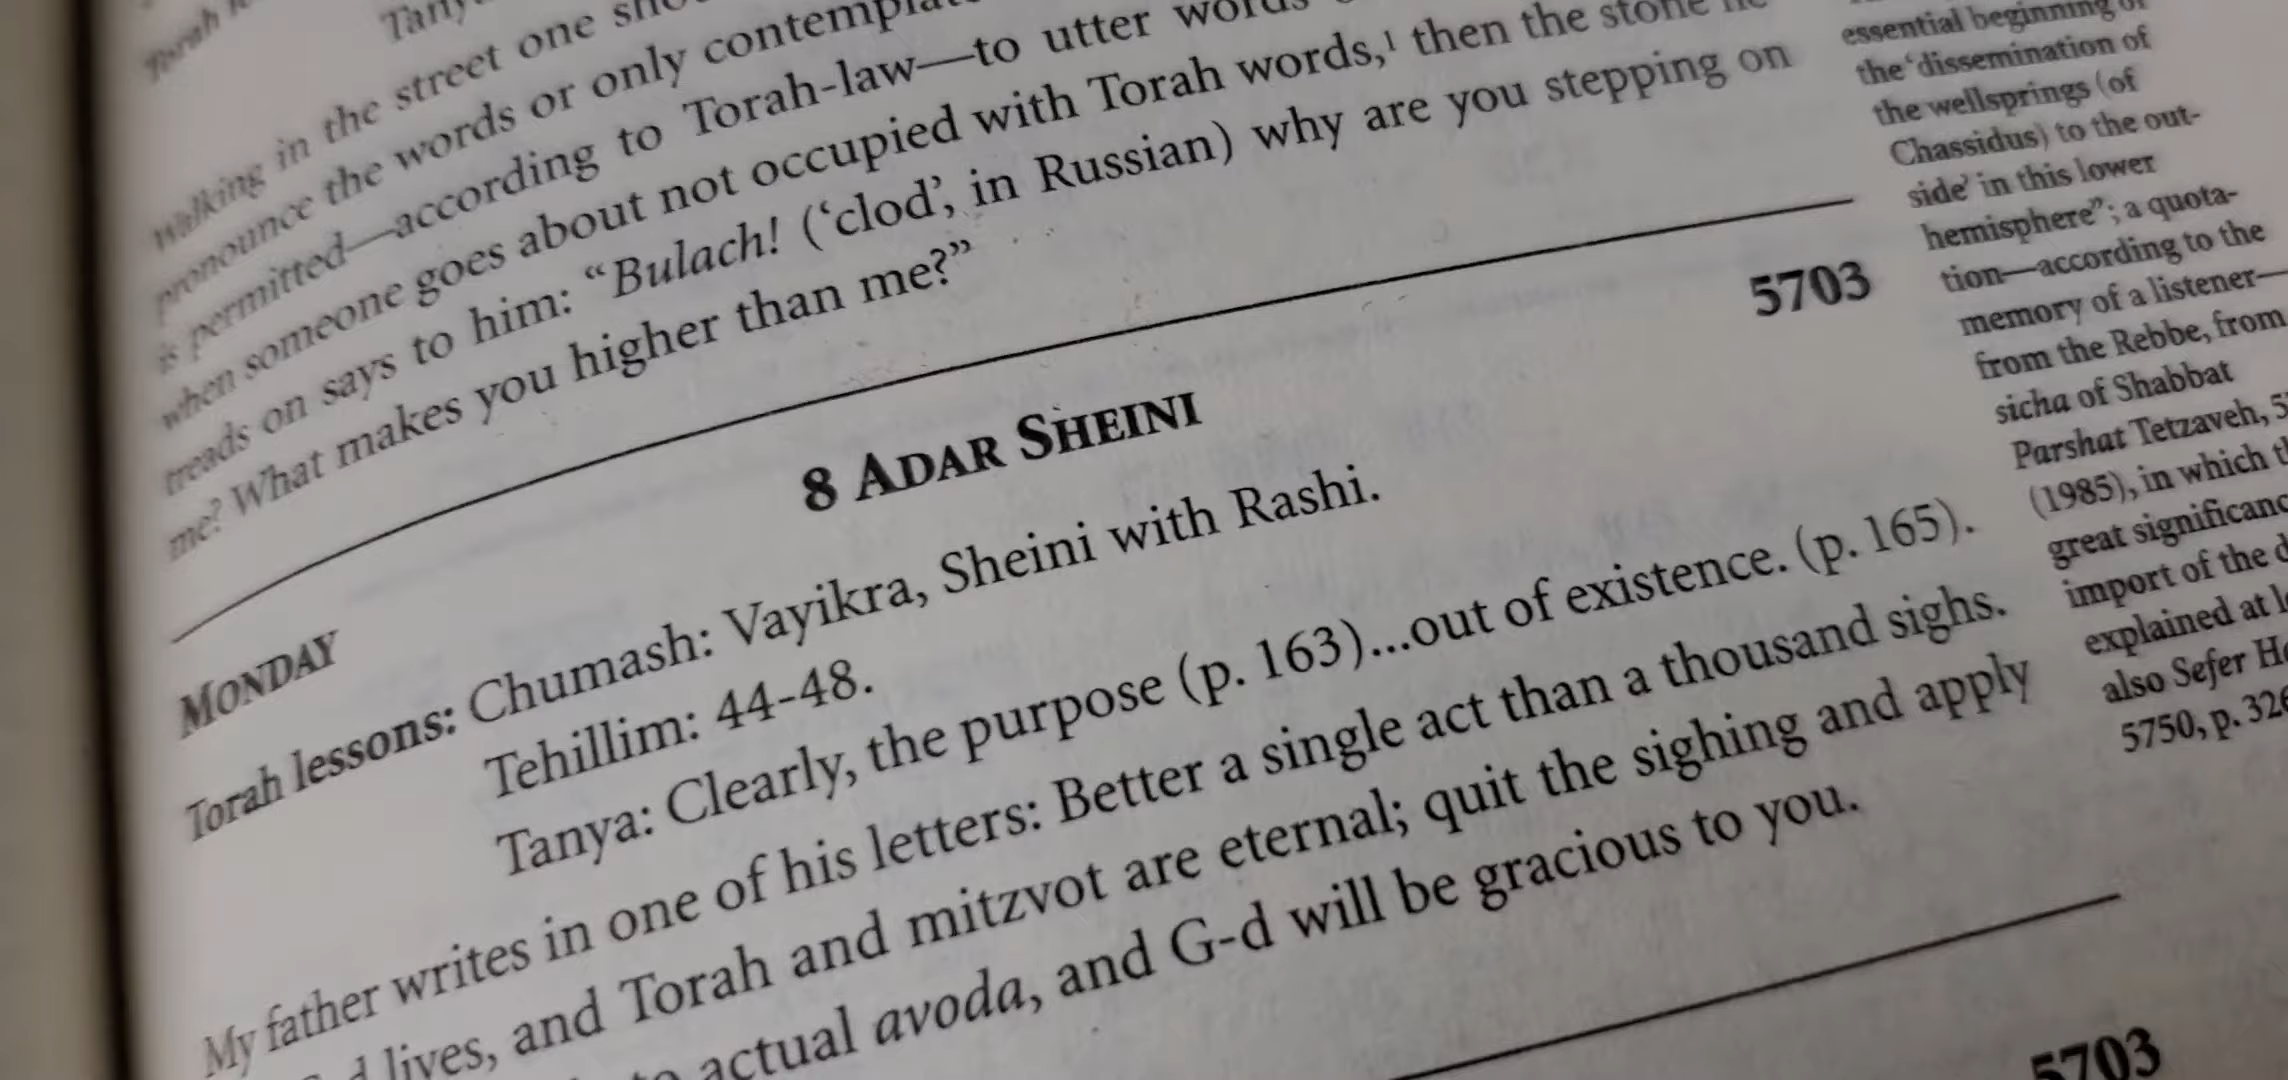 Torah
Tany
walking in the street one
pronounce the words or only
is permitted—according to Torah-law—to utter words
when someone goes about not occupied with Torah words,¹ then the stone
treads on says to him: “Bulach! (‘clod’, in Russian) why are you stepping on
me? What makes you higher than me?”
MONDAY
8 ADAR SHEINI
5703
Torah lessons: Chumash: Vayikra, Sheini with Rashi.
Tehillim: 44-48.
Tanya: Clearly, the purpose (p. 163)...out of existence. (p. 165).
My father writes in one of his letters: Better a single act than a thousand sighs.
lives, and Torah and mitzvot are eternal; quit the sighing and apply
actual avoda, and G-d will be gracious to you.
5703
essential beginning of
the ‘dissemination of
the wellsprings (of
Chassidus) to the out-
side’ in this lower
hemisphere”; a quota-
tion—according to the
memory of a listener—
from the Rebbe, from
sicha of Shabbat
Parshat Tetzaveh,
(1985), in which
great
import of the
explained at
also Sefer
5750, p.